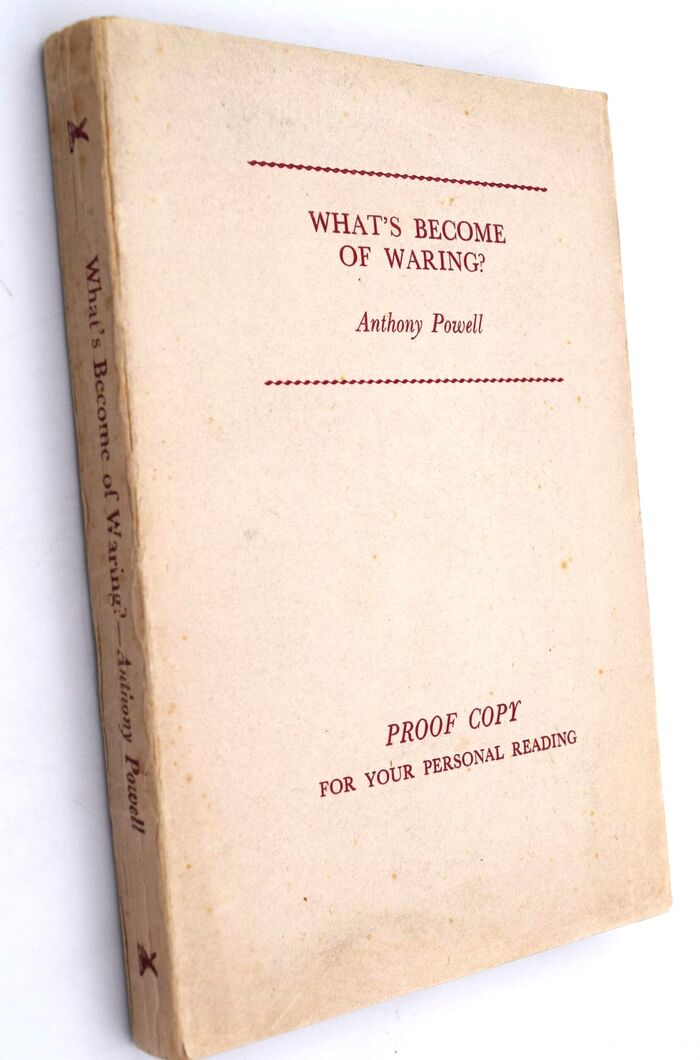 WHAT'S BECOME
OF WARING?
Anthony Powell
PROOF COPY
FOR YOUR PERSONAL READING
What's Become of Waring?—Anthony Powell